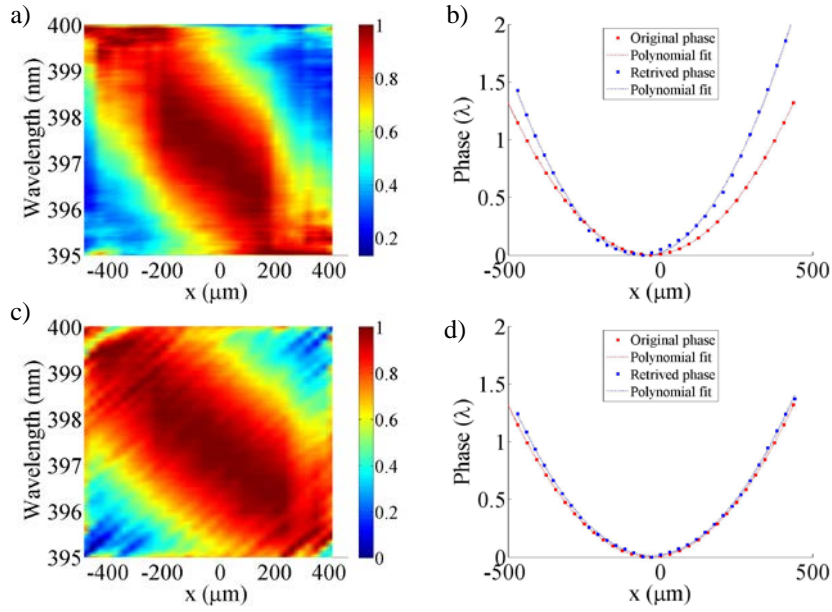 a)
400
399
398
397
396
395
Wavelength (nm)
-400 -200 0 200 400
x (μm)
1
0.8
0.6
0.4
0.2
b)
2
1.5
1
0.5
0
Phase (λ)
-500 0 500
x (μm)
Original phase
Polynomial fit
Retrived phase
Polynomial fit
c)
400
399
398
397
396
395
Wavelength (nm)
-400 -200 0 200 400
x (μm)
1
0.8
0.6
0.4
0.2
0
d)
2
1.5
1
0.5
0
Phase (λ)
-500 0 500
x (μm)
Original phase
Polynomial fit
Retrived phase
Polynomial fit